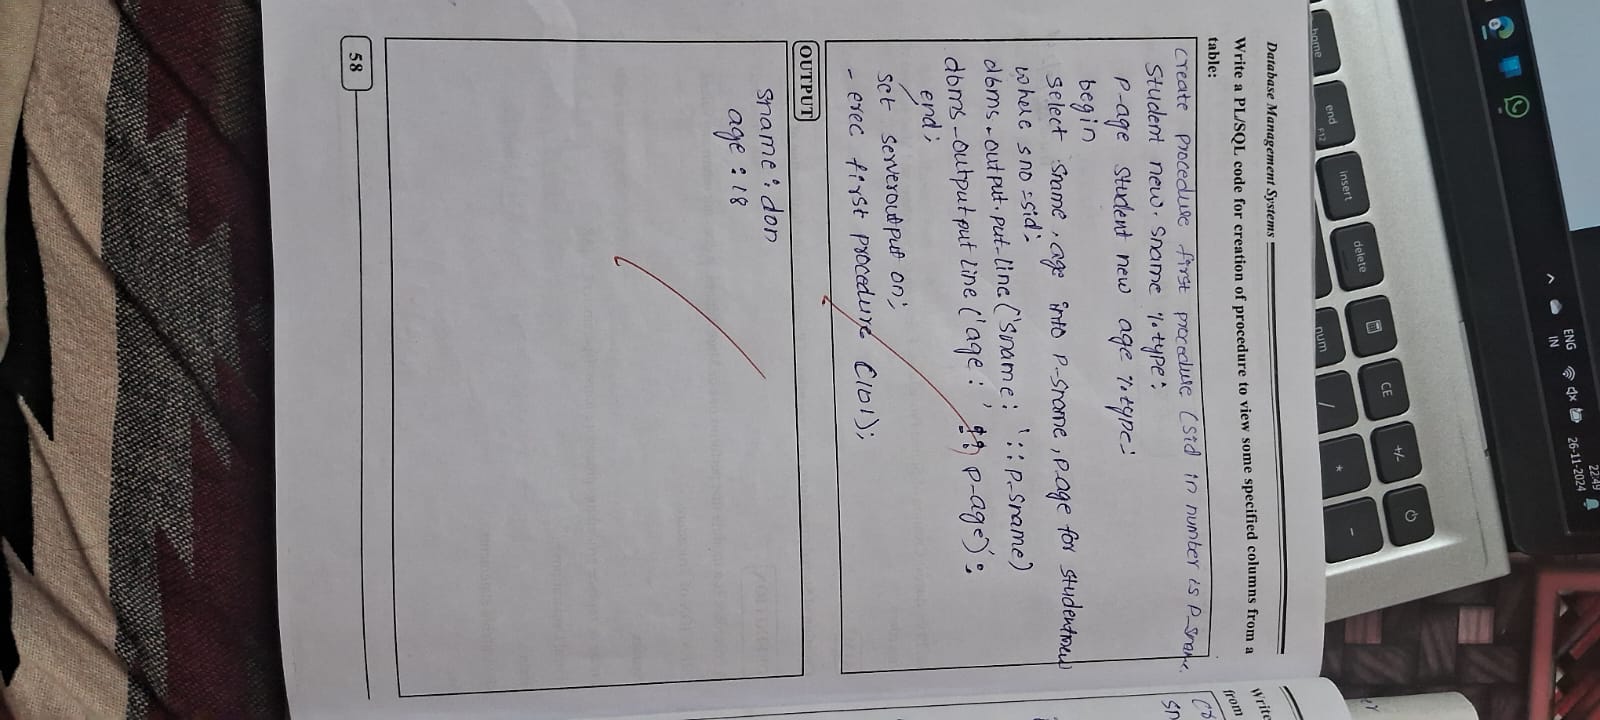 Database Management Systems
Write a PL/SQL code for creation of procedure to view some specified columns from a
table:
create procedure first procedure (sid in number is P-sname
student new. sname %type;
P-age student new age %type;
begin
select sname, age into P-sname, P-age for studentnew
where sno = sid;
dbms-output.put-line('sname: ' :: P-sname)
dbms-output put line ('age: ' :: P-age):
end;
set serveroutput on;
- exec first procedure (101);
OUTPUT
sname: don
age: 18
58
Write
from
home
end
F12
insert
delete
num
CE
+/-
/
*
-
ENG
IN
22:49
26-11-2024